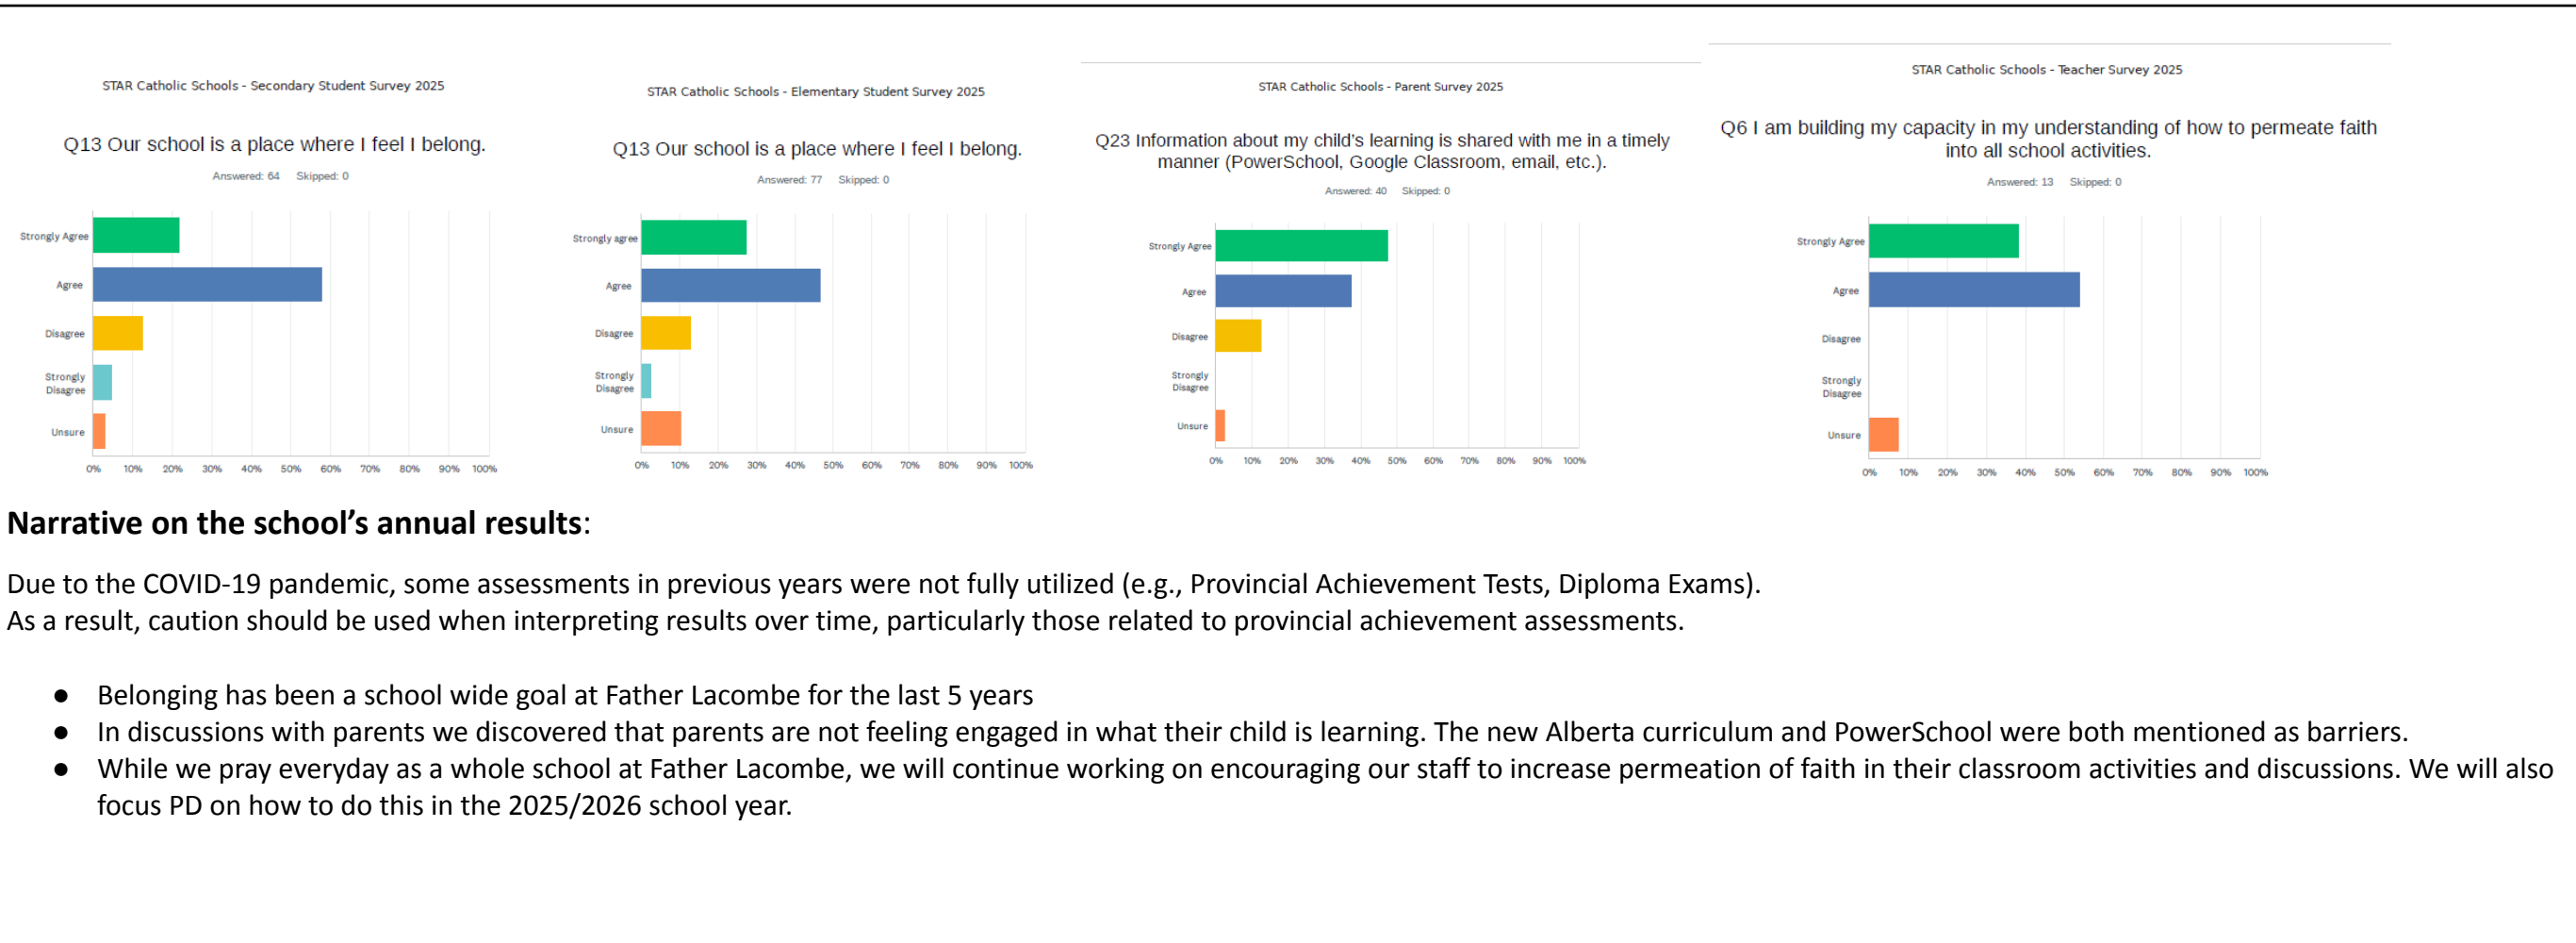 STAR Catholic Schools - Secondary Student Survey 2025
Q13 Our school is a place where I feel I belong.
Answered: 64 Skipped: 0
Strongly Agree
Agree
Disagree
Strongly
Disagree
Unsure
0% 10% 20% 30% 40% 50% 60% 70% 80% 90% 100%
STAR Catholic Schools - Elementary Student Survey 2025
Q13 Our school is a place where I feel I belong.
Answered: 77 Skipped: 0
Strongly agree
Agree
Disagree
Strongly
Disagree
Unsure
0% 10% 20% 30% 40% 50% 60% 70% 80% 90% 100%
STAR Catholic Schools - Parent Survey 2025
Q23 Information about my child's learning is shared with me in a timely
manner (PowerSchool, Google Classroom, email, etc.).
Answered: 40 Skipped: 0
Strongly Agree
Agree
Disagree
Strongly
Disagree
Unsure
0% 10% 20% 30% 40% 50% 60% 70% 80% 90% 100%
STAR Catholic Schools - Teacher Survey 2025
Q6 I am building my capacity in my understanding of how to permeate faith
into all school activities.
Answered: 13 Skipped: 0
Strongly Agree
Agree
Disagree
Strongly
Disagree
Unsure
0% 10% 20% 30% 40% 50% 60% 70% 80% 90% 100%
Narrative on the school's annual results:
Due to the COVID-19 pandemic, some assessments in previous years were not fully utilized (e.g., Provincial Achievement Tests, Diploma Exams).
As a result, caution should be used when interpreting results over time, particularly those related to provincial achievement assessments.
● Belonging has been a school wide goal at Father Lacombe for the last 5 years
● In discussions with parents we discovered that parents are not feeling engaged in what their child is learning. The new Alberta curriculum and PowerSchool were both mentioned as barriers.
● While we pray everyday as a whole school at Father Lacombe, we will continue working on encouraging our staff to increase permeation of faith in their classroom activities and discussions. We will also
focus PD on how to do this in the 2025/2026 school year.